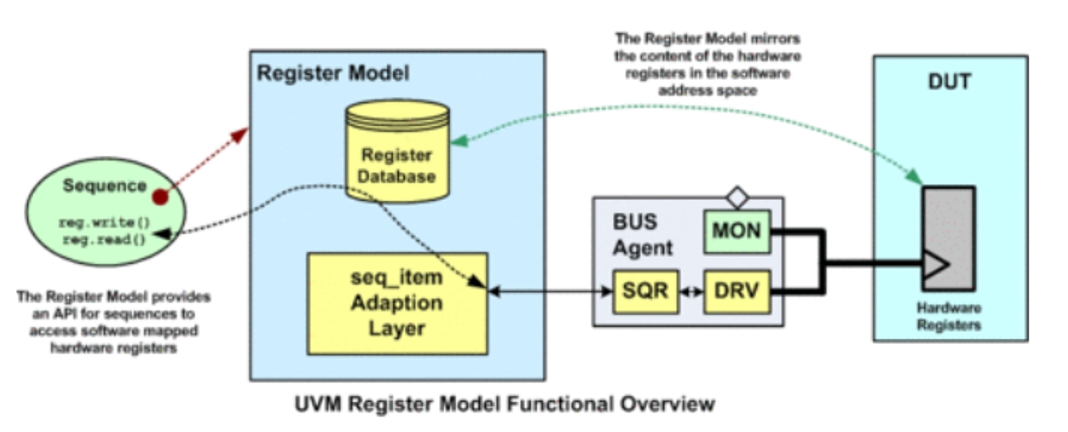 The Register Model mirrors
the content of the hardware
registers in the software
address space
Register Model
DUT
Register
Database
Sequence
reg.write()
reg.read()
BUS
Agent
MON
seq_item
Adaption
Layer
SQR
DRV
The Register Model provides
an API for sequences to
access software mapped
hardware registers
Hardware
Registers
UVM Register Model Functional Overview